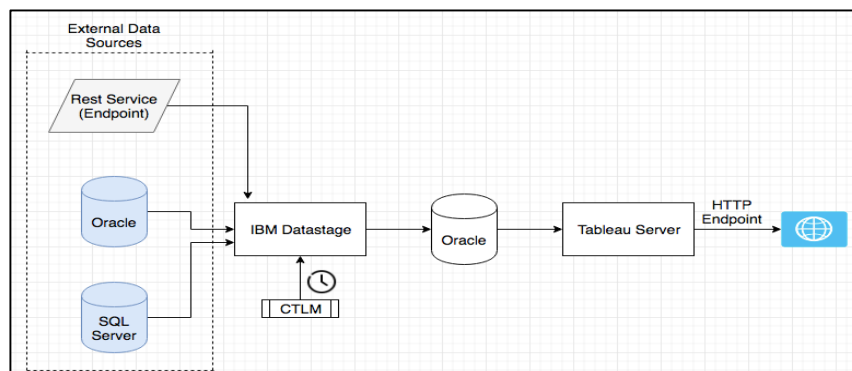 External Data
Sources
Rest Service
(Endpoint)
Oracle
SQL
Server
IBM Datastage
CTLM
Oracle
Tableau Server
HTTP
Endpoint